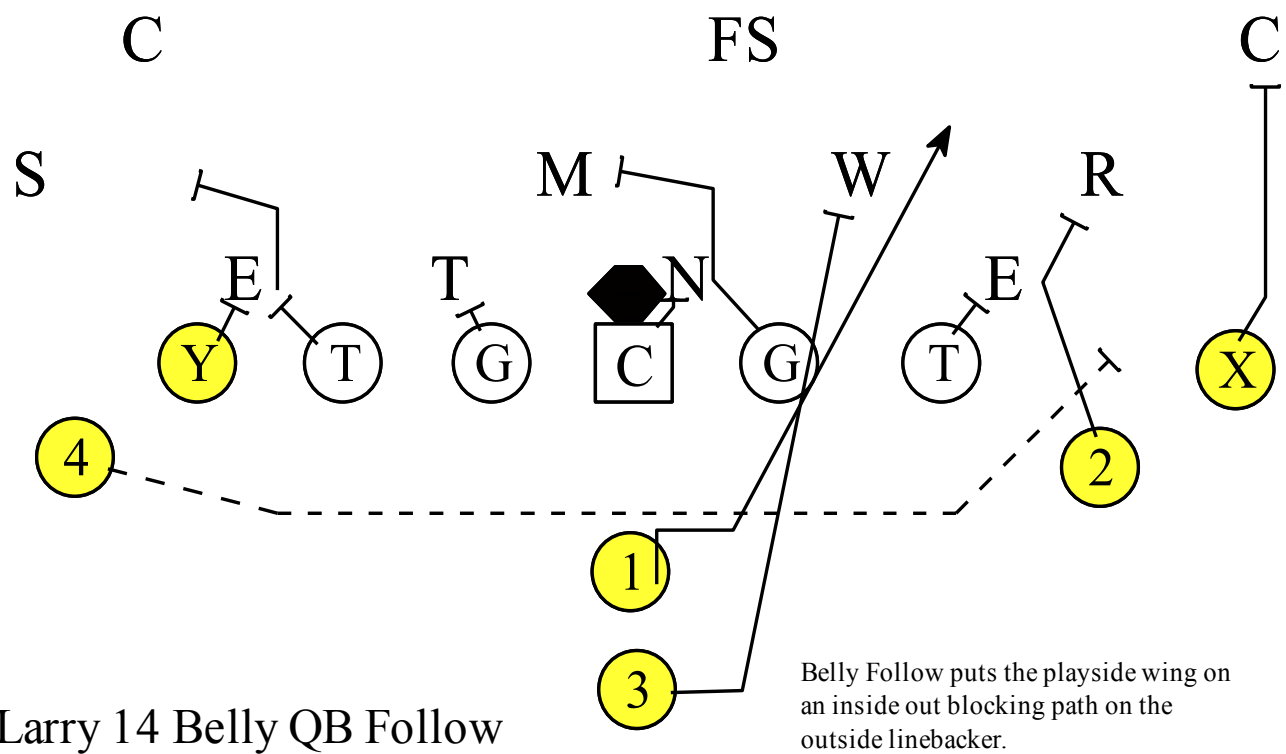 C FS C
S M W R
E T N E
Y T G C G T X
4 2
1
3
Belly Follow puts the playside wing on
an inside out blocking path on the
outside linebacker.
Larry 14 Belly QB Follow